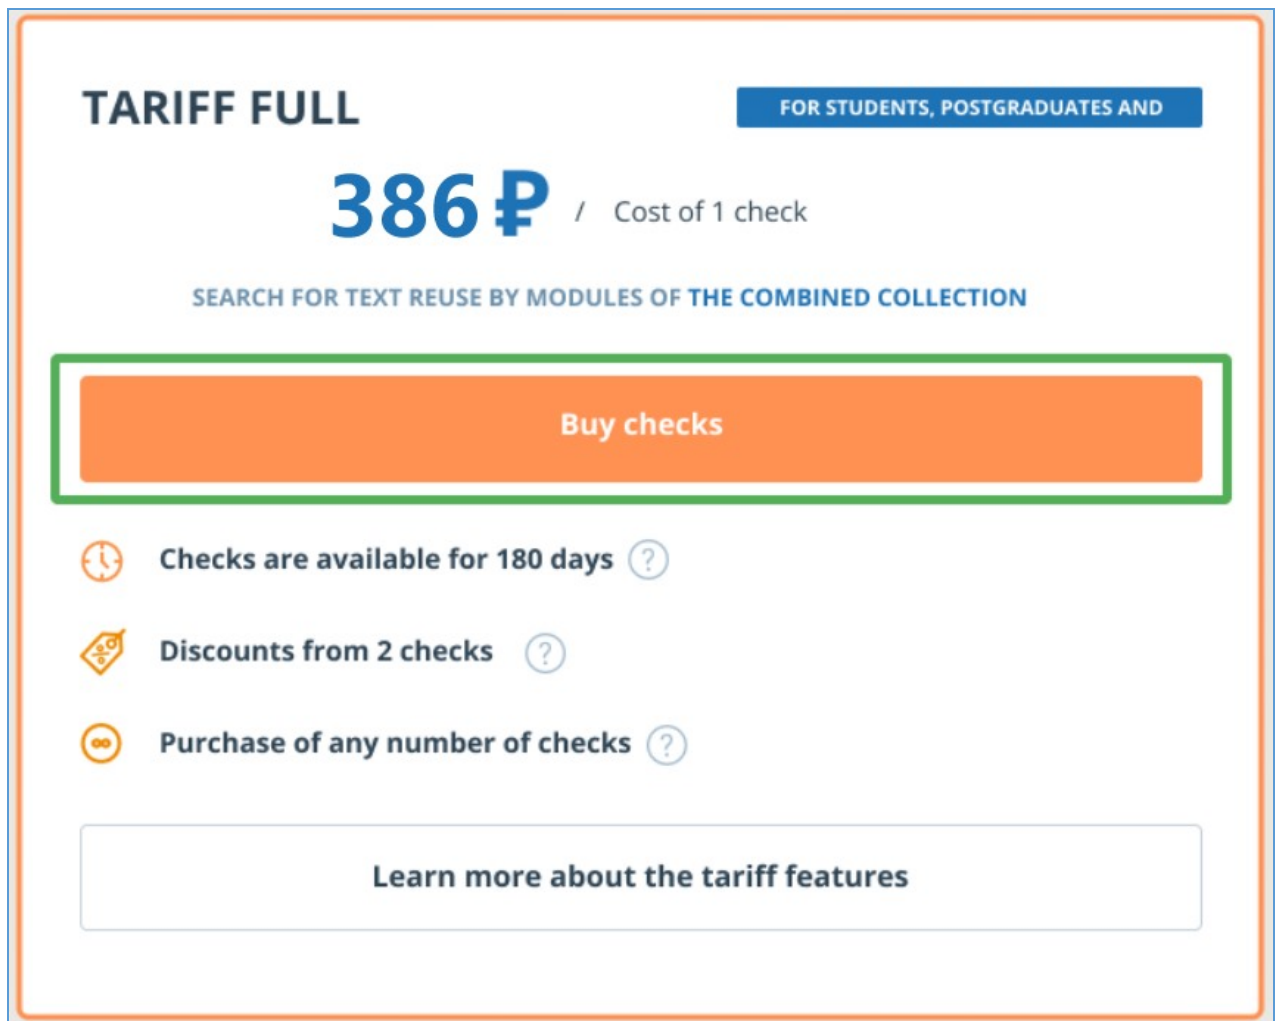 TARIFF FULL
FOR STUDENTS, POSTGRADUATES AND
386 ₽ / Cost of 1 check
SEARCH FOR TEXT REUSE BY MODULES OF THE COMBINED COLLECTION
Buy checks
Checks are available for 180 days ?
Discounts from 2 checks ?
Purchase of any number of checks ?
Learn more about the tariff features